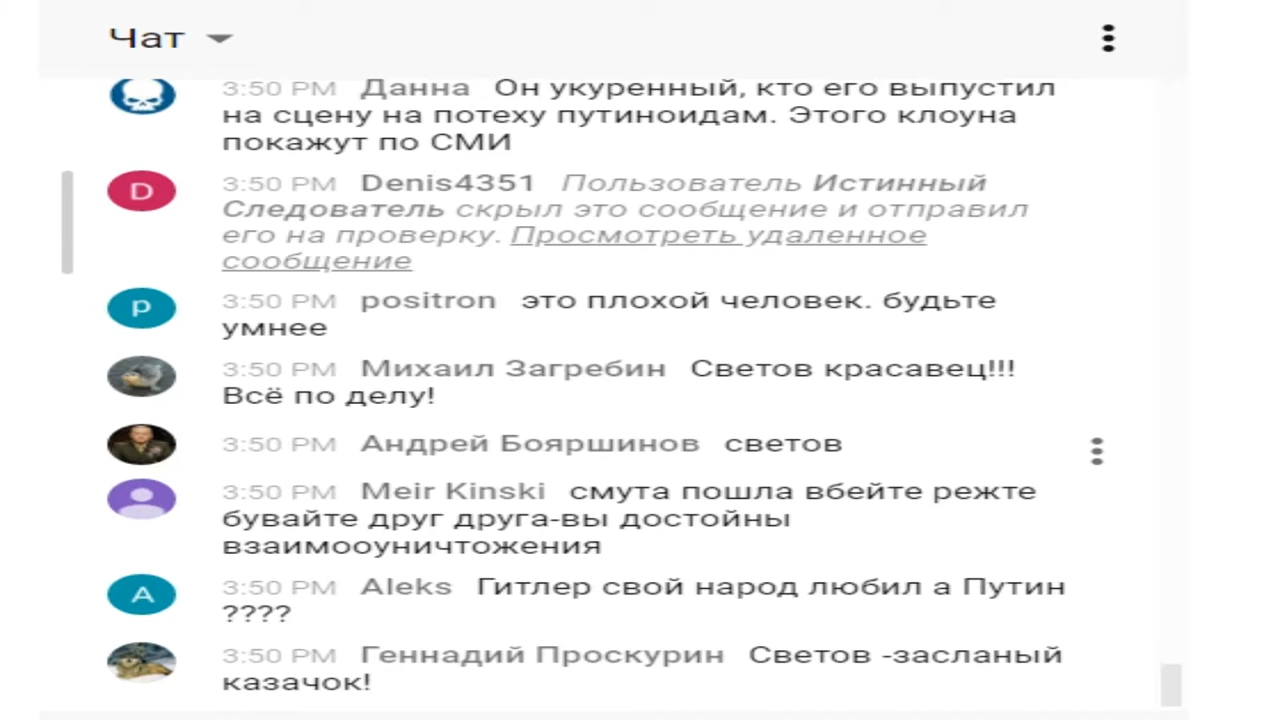 Чат
3:50 PM Данна Он укуренный, кто его выпустил
на сцену на потеху путиноидам. Этого клоуна
покажут по СМИ
D
3:50 PM Denis4351 Пользователь Истинный
Следователь скрыл это сообщение и отправил
его на проверку. Просмотреть удаленное
сообщение
P
3:50 PM positron это плохой человек. будьте
умнее
3:50 PM Михаил Загребин Светов красавец!!!
Всё по делу!
3:50 PM Андрей Бояршинов светов
3:50 PM Meir Kinski смута пошла вбейте режте
бувайте друг друга-вы достойны
взаимооуничтожения
A
3:50 PM Aleks Гитлер свой народ любил а Путин
????
3:50 PM Геннадий Проскурин Светов -засланый
казачок!